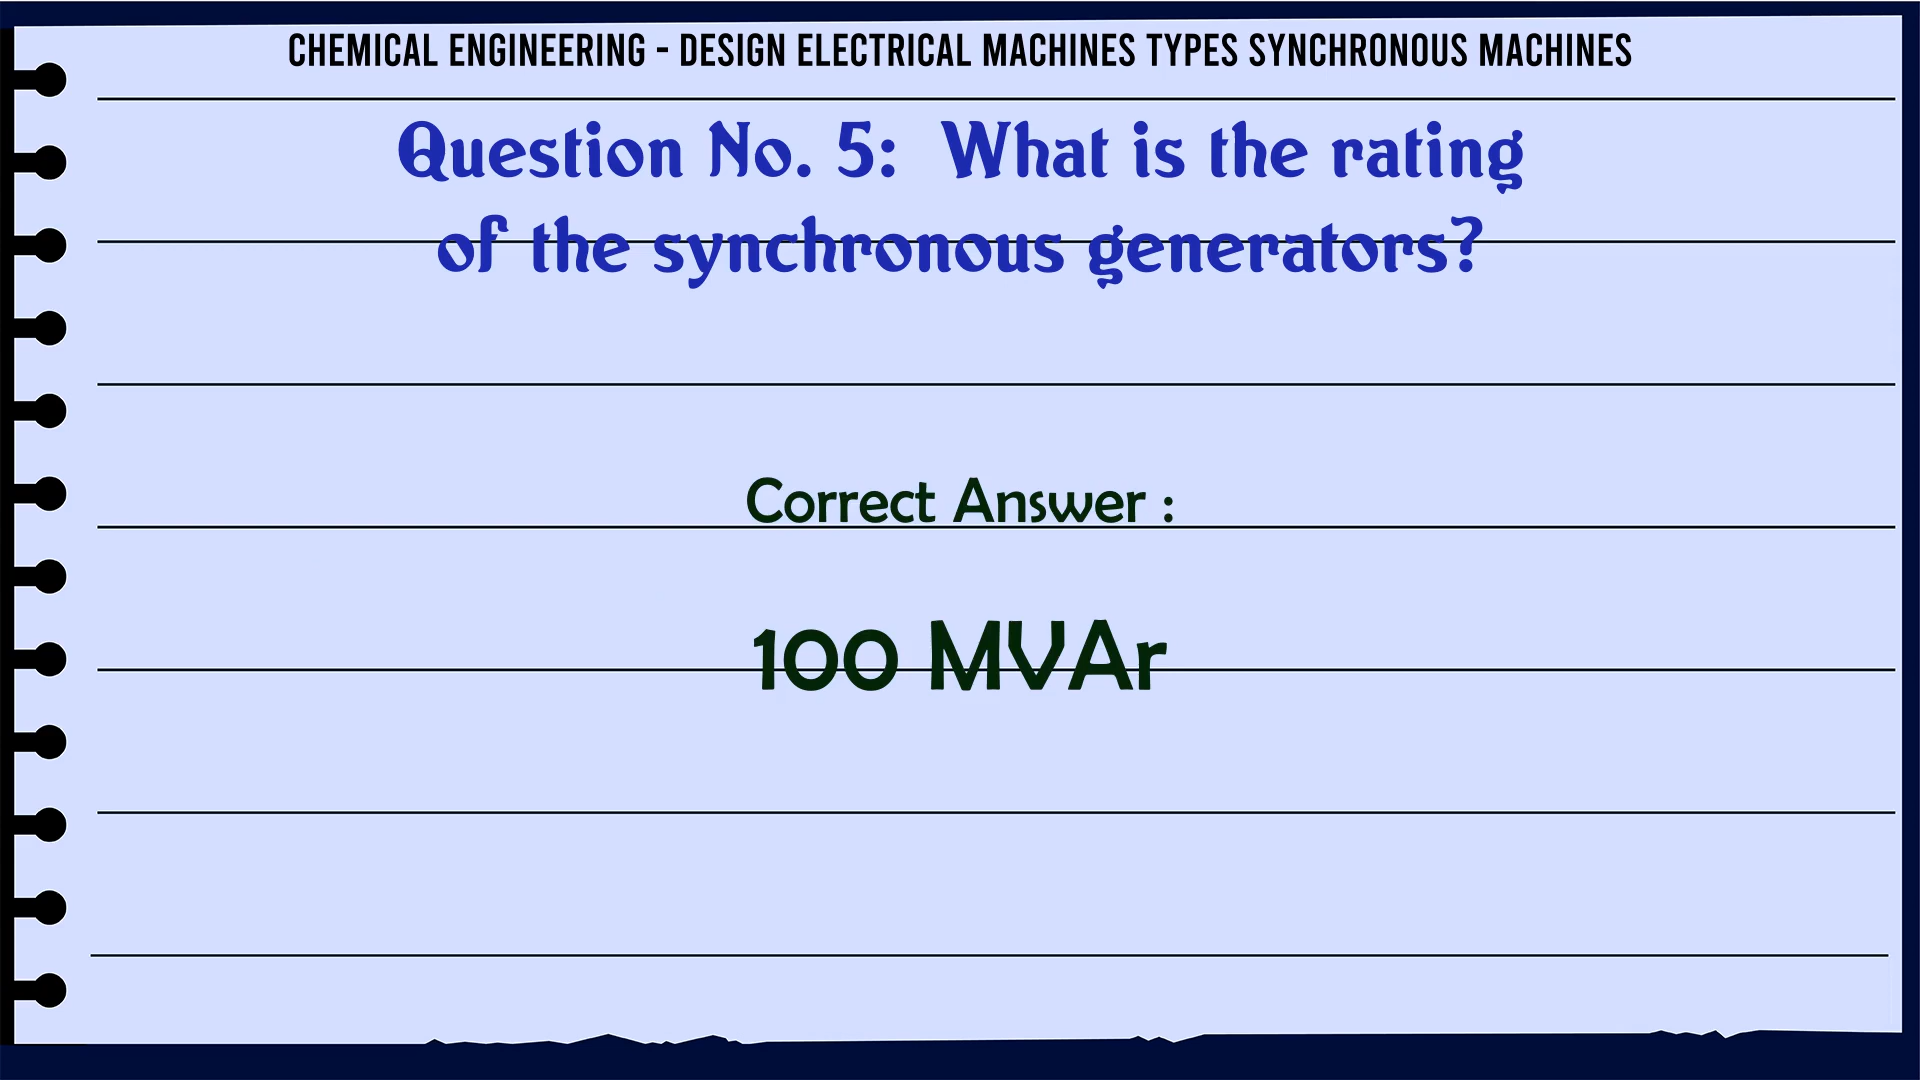 CHEMICAL ENGINEERING - DESIGN ELECTRICAL MACHINES TYPES SYNCHRONOUS MACHINES
Question No. 5: What is the rating
of the synchronous generators?
Correct Answer :
100 MVAr